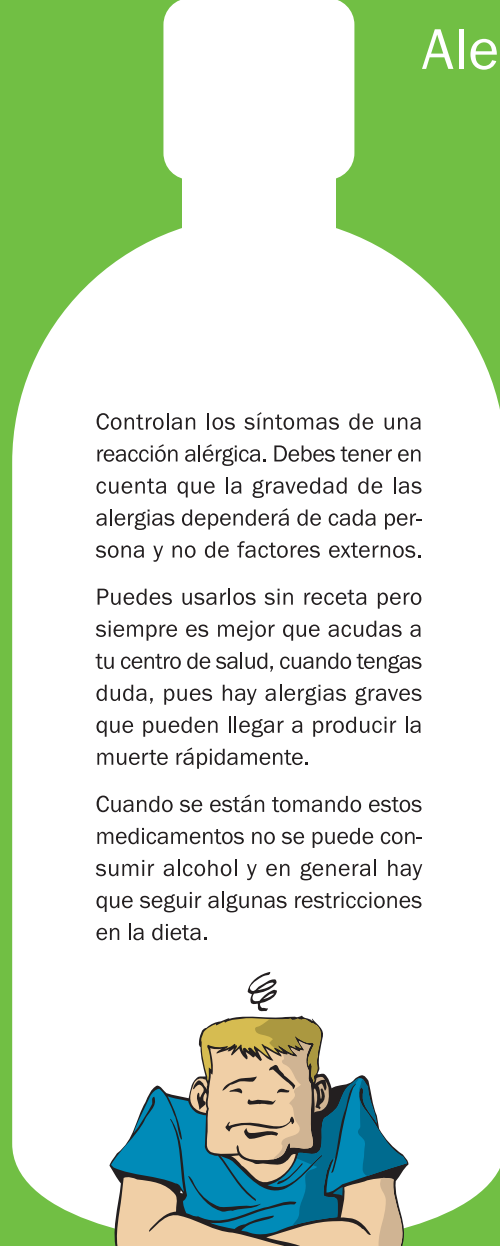 Ale
Controlan los síntomas de una
reacción alérgica. Debes tener en
cuenta que la gravedad de las
alergias dependerá de cada per-
sona y no de factores externos.
Puedes usarlos sin receta pero
siempre es mejor que acudas a
tu centro de salud, cuando tengas
duda, pues hay alergias graves
que pueden llegar a producir la
muerte rápidamente.
Cuando se están tomando estos
medicamentos no se puede con-
sumir alcohol y en general hay
que seguir algunas restricciones
en la dieta.